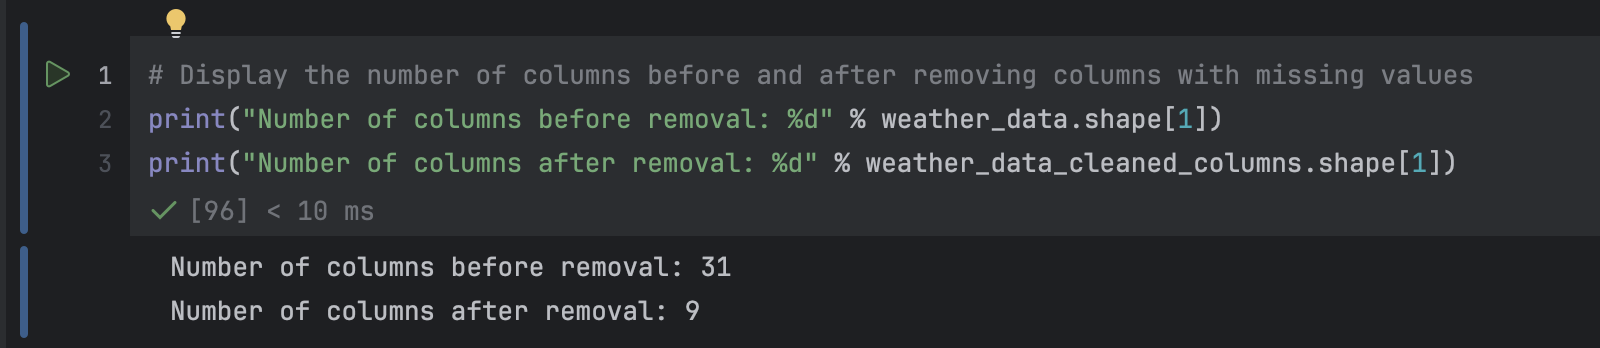 1 # Display the number of columns before and after removing columns with missing values
2 print("Number of columns before removal: %d" % weather_data.shape[1])
3 print("Number of columns after removal: %d" % weather_data_cleaned_columns.shape[1])
[96] < 10 ms
Number of columns before removal: 31
Number of columns after removal: 9